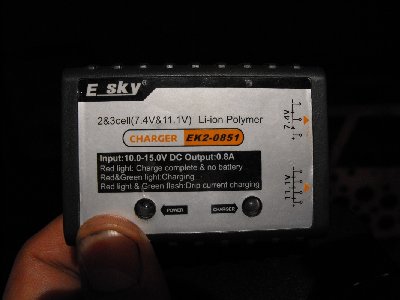 E_sky®
2&3cell(7.4V&11.1V) Li-ion Polymer
CHARGER EK2-0851
Input:10.0-15.0V DC Output:0.8A
Red light: Charge complete & no battery
Red&Green light:Charging
Red light & Green flash:Drip current charging
POWER CHARGER
7.4V
11.1V